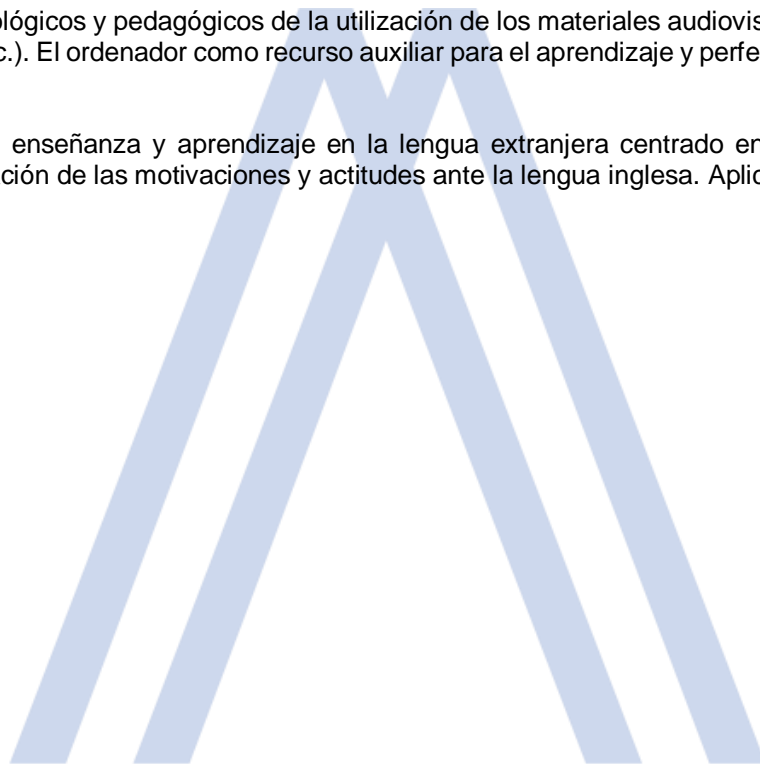 ológicos y pedagógicos de la utilización de los materiales audiovis
c.). El ordenador como recurso auxiliar para el aprendizaje y perfe
enseñanza y aprendizaje en la lengua extranjera centrado en
ción de las motivaciones y actitudes ante la lengua inglesa. Aplic